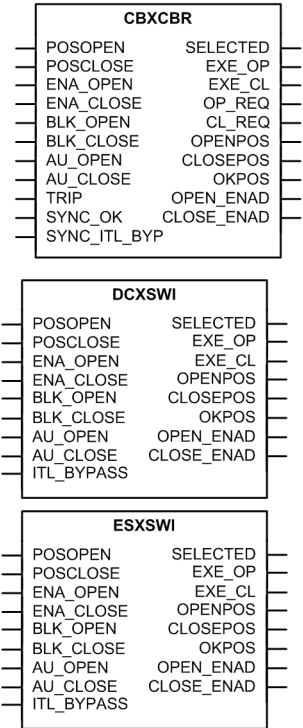 CBXCBR
POSOPEN SELECTED
POSCLOSE EXE_OP
ENA_OPEN EXE_CL
ENA_CLOSE OP_REQ
BLK_OPEN CL_REQ
BLK_CLOSE OPENPOS
AU_OPEN CLOSEPOS
AU_CLOSE OKPOS
TRIP OPEN_ENAD
SYNC_OK CLOSE_ENAD
SYNC_ITL_BYP
DCXSWI
POSOPEN SELECTED
POSCLOSE EXE_OP
ENA_OPEN EXE_CL
ENA_CLOSE OPENPOS
BLK_OPEN CLOSEPOS
BLK_CLOSE OKPOS
AU_OPEN OPEN_ENAD
AU_CLOSE CLOSE_ENAD
ITL_BYPASS
ESXSWI
POSOPEN SELECTED
POSCLOSE EXE_OP
ENA_OPEN EXE_CL
ENA_CLOSE OPENPOS
BLK_OPEN CLOSEPOS
BLK_CLOSE OKPOS
AU_OPEN OPEN_ENAD
AU_CLOSE CLOSE_ENAD
ITL_BYPASS